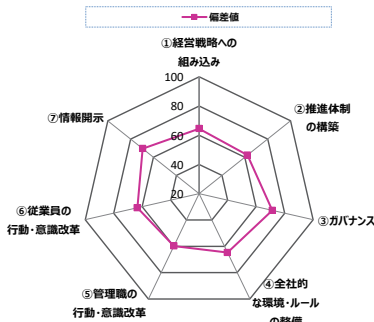 偏差値
①経営戦略への
組み込み
②推進体制
の構築
③ガバナンス
④全社的
な環境・ルール
の整備
⑤管理職の
行動・意識改革
⑥従業員の
行動・意識改革
⑦情報開示
100
80
60
40
20